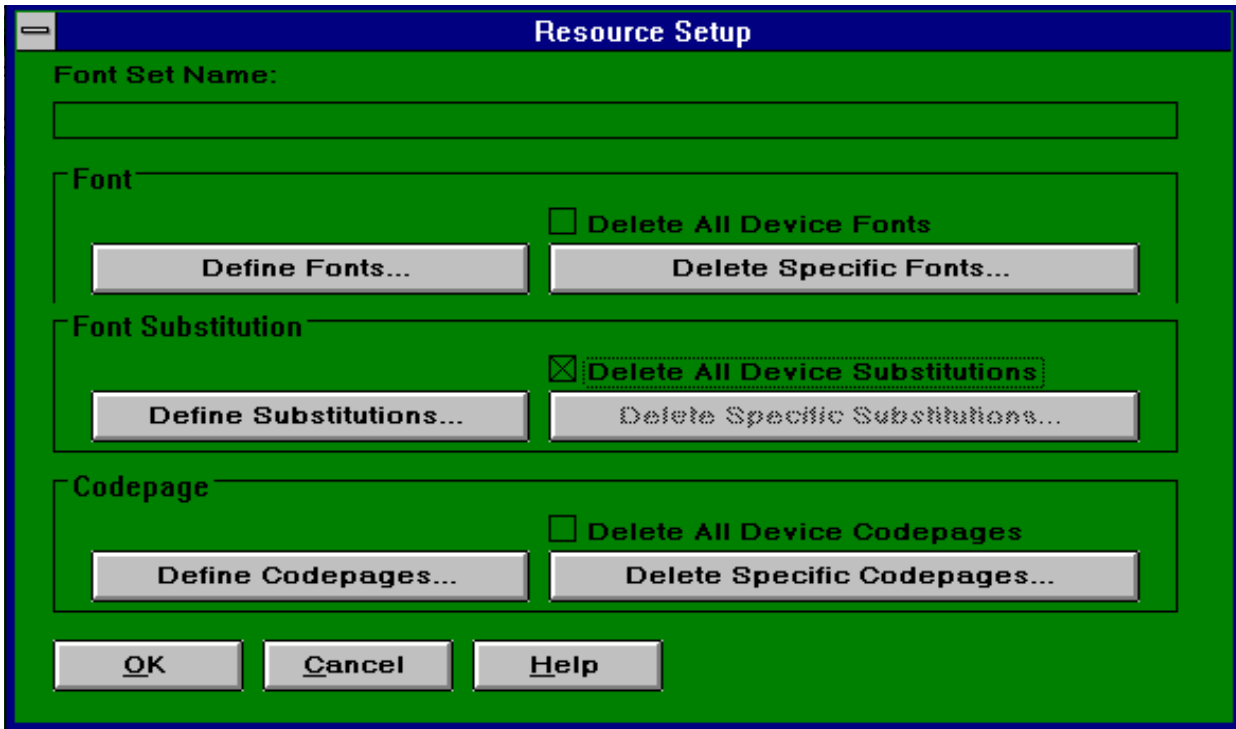 Resource Setup
Font Set Name:
Font
Delete All Device Fonts
Define Fonts... Delete Specific Fonts...
Font Substitution
Delete All Device Substitutions
Define Substitutions... Delete Specific Substitutions...
Codepage
Delete All Device Codepages
Define Codepages... Delete Specific Codepages...
OK Cancel Help